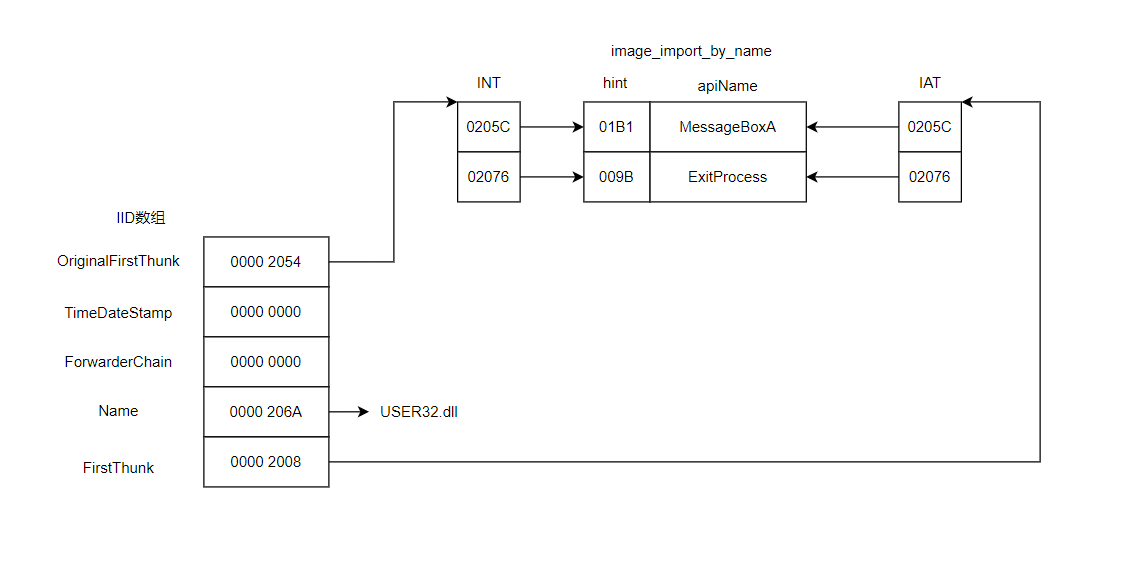 image_import_by_name
INT
hint
apiName
IAT
0205C
01B1
MessageBoxA
0205C
02076
009B
ExitProcess
02076
IID数组
OriginalFirstThunk
0000 2054
TimeDateStamp
0000 0000
ForwarderChain
0000 0000
Name
0000 206A
USER32.dll
FirstThunk
0000 2008